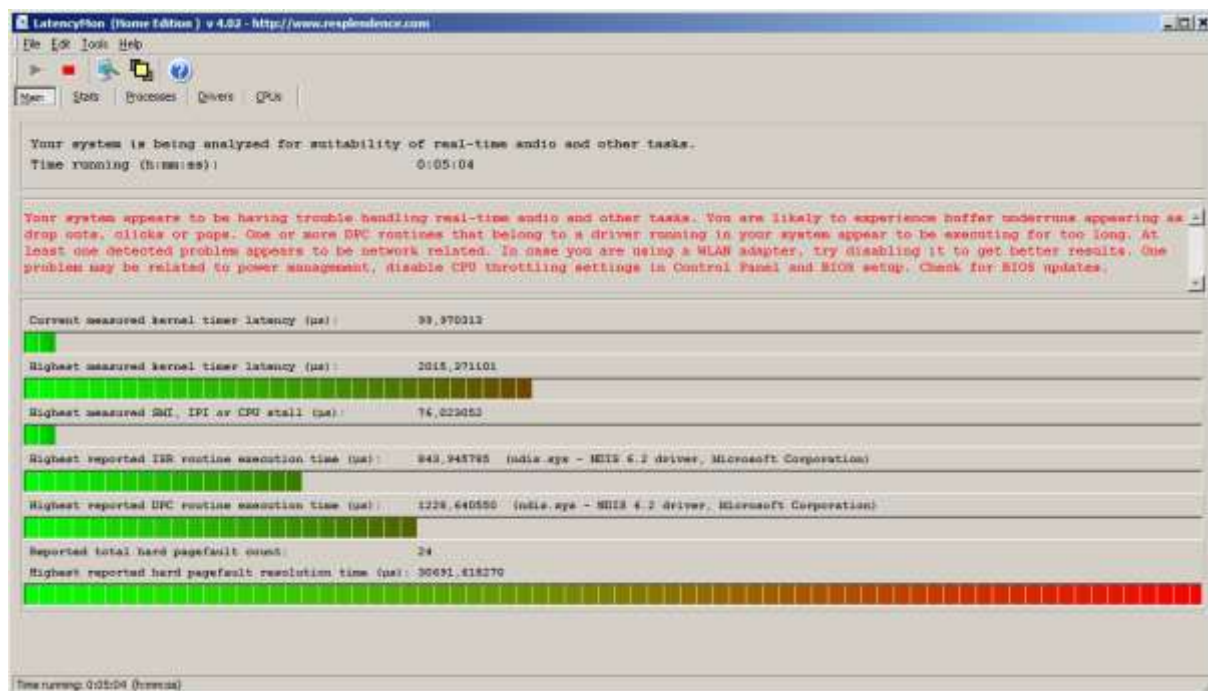 LatencyMon (Home Edition) v 4.02 - http://www.resplendence.com
File Edit Tools Help
Main Stats Processes Drivers CPUs
Your system is being analyzed for suitability of real-time audio and other tasks.
Time running (h:mm:ss): 0:05:04
Your system appears to be having trouble handling real-time audio and other tasks. You are likely to experience buffer underruns appearing as
drop outs, clicks or pops. One or more DPC routines that belong to a driver running in your system appear to be executing for too long. At
least one detected problem appears to be network related. In case you are using a WLAN adapter, try disabling it to get better results. One
problem may be related to power management, disable CPU throttling settings in Control Panel and BIOS setup. Check for BIOS updates.
Current measured kernel timer latency (µs):
Highest measured kernel timer latency (µs): 2015,271101
Highest measured SMI, IPI or CPU stall (µs): 76,023052
Highest reported ISR routine execution time (µs): 843,945785 (ndis.sys - NDIS 6.2 driver, Microsoft Corporation)
Highest reported DPC routine execution time (µs): (ndis.sys - NDIS 6.2 driver, Microsoft Corporation)
Reported total hard pagefault count: 24
Highest reported hard pagefault resolution time (µs): 30691,618270
Time running: 0:05:04 (h:mm:ss)